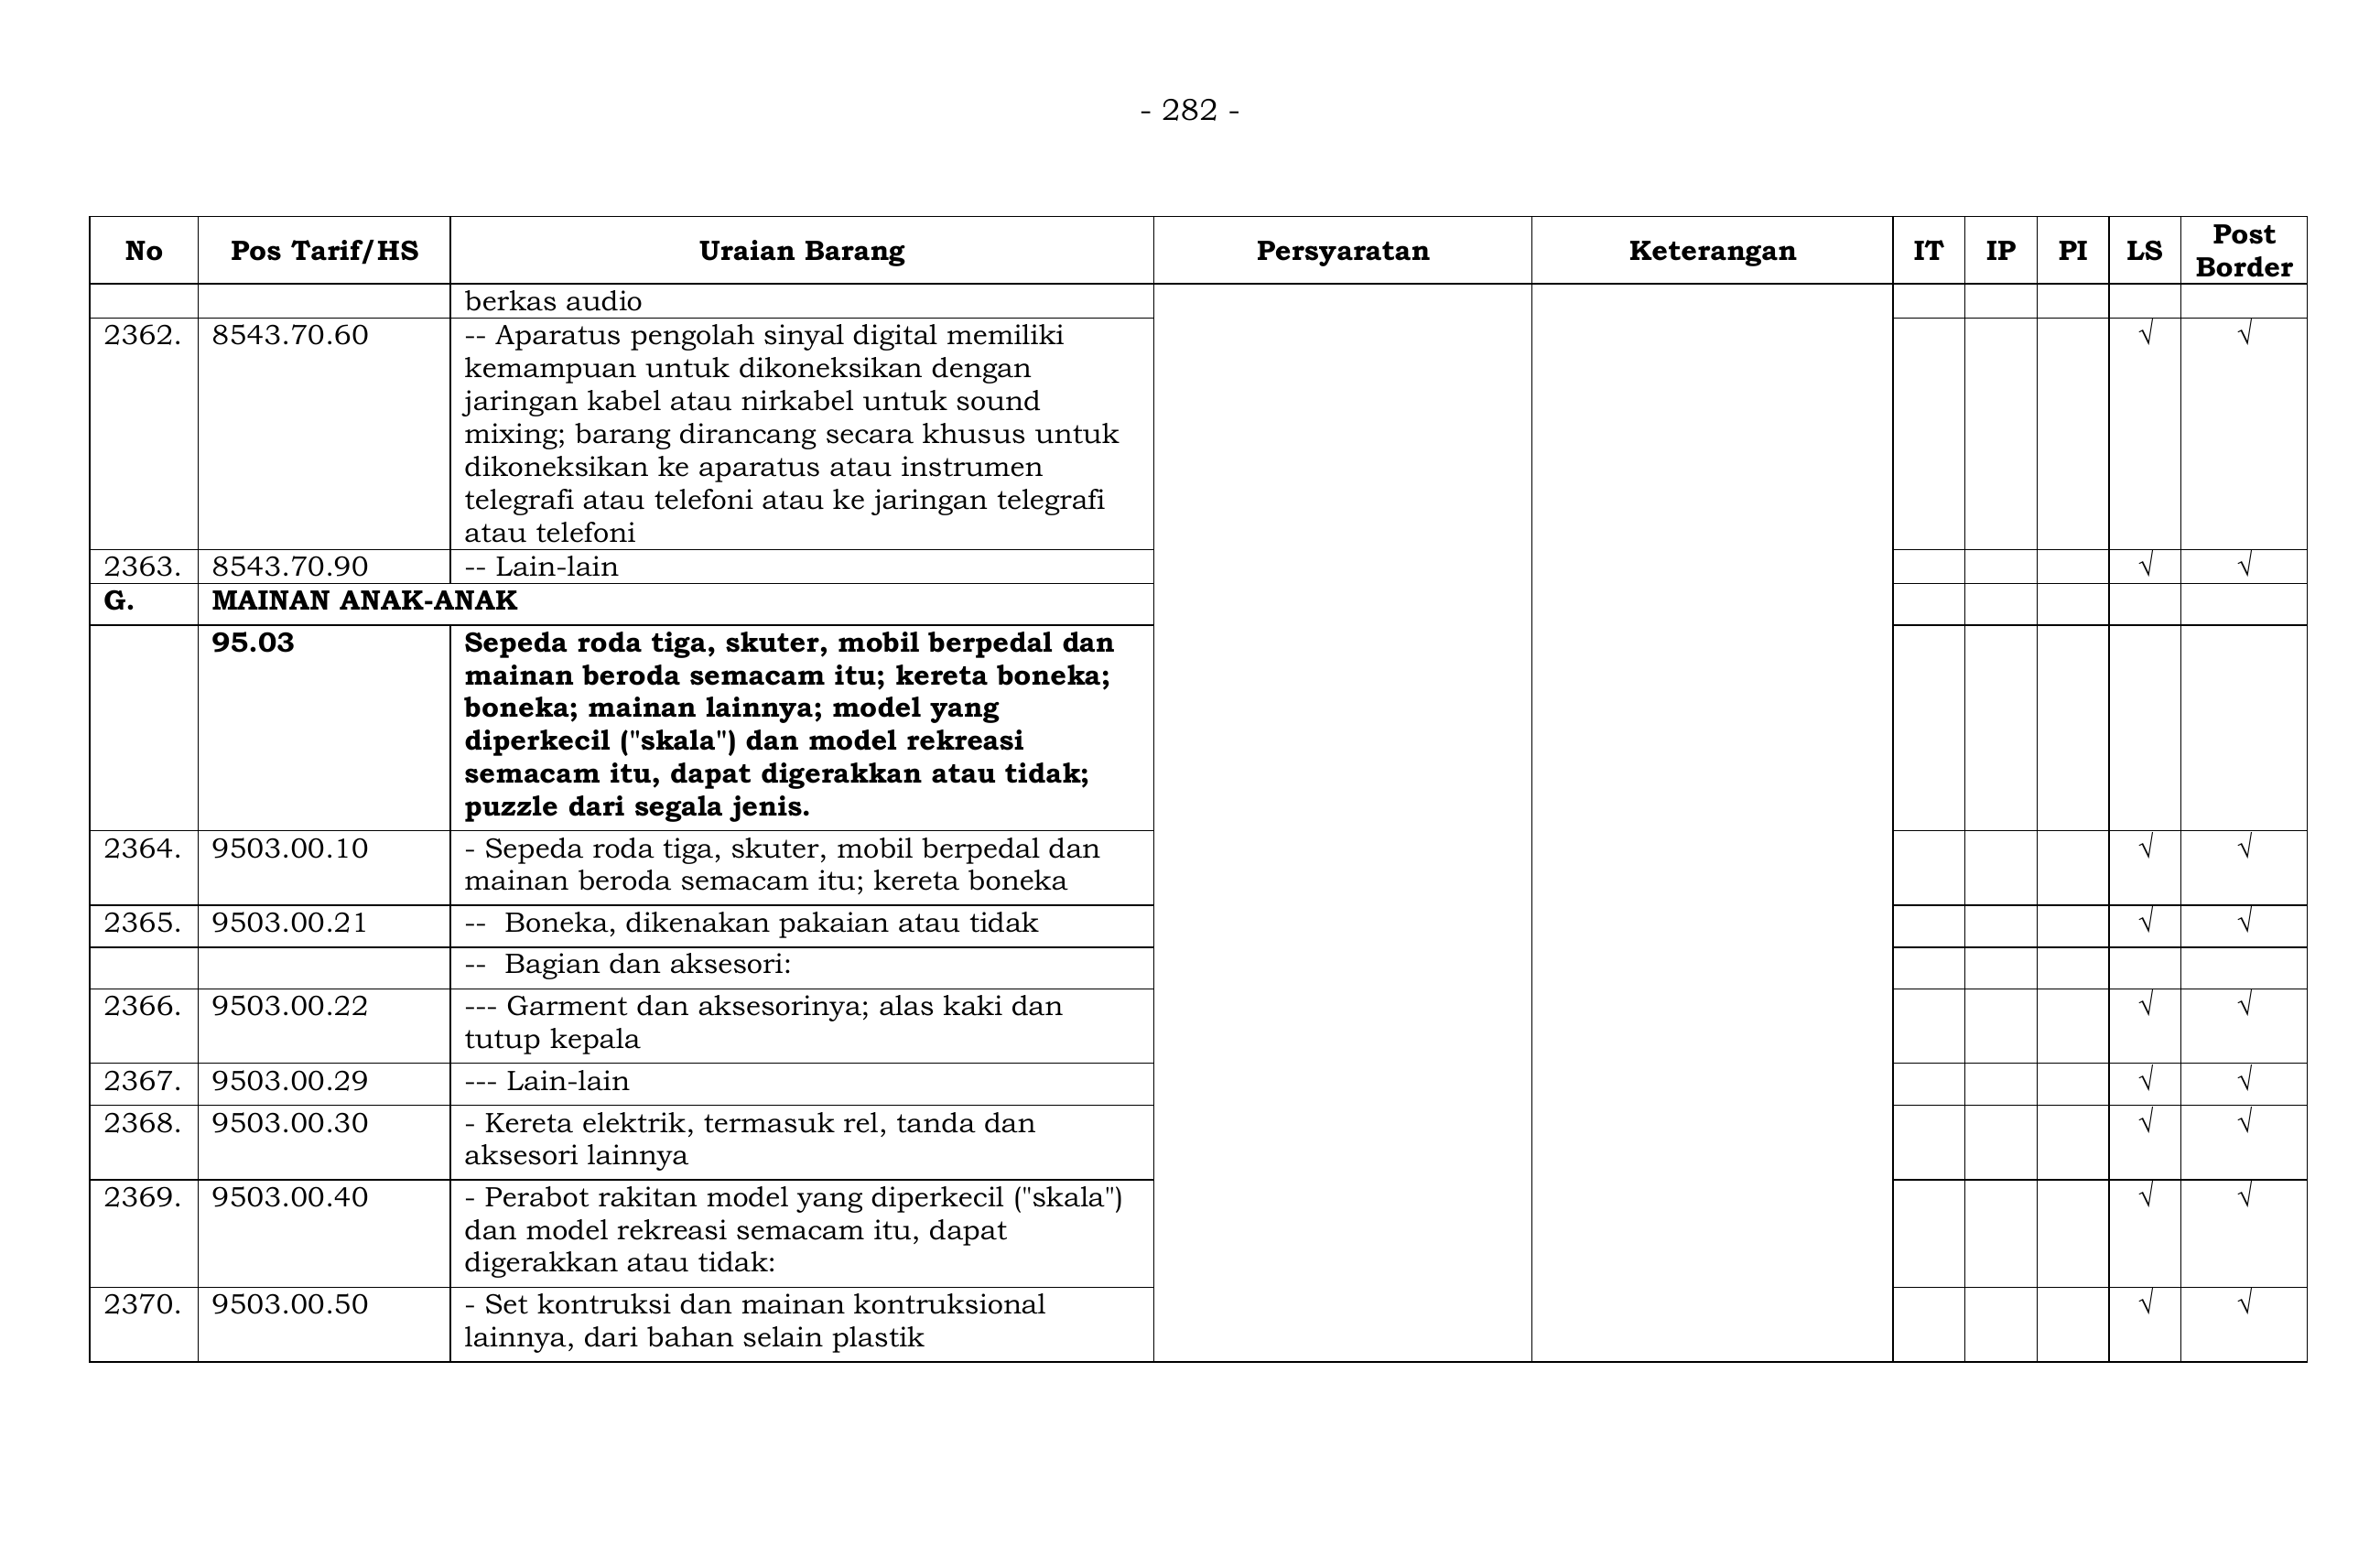 - 282 -
No Pos Tarif/HS Uraian Barang Persyaratan Keterangan IT IP PI LS Post Border
berkas audio
2362. 8543.70.60 -- Aparatus pengolah sinyal digital memiliki √ √
kemampuan untuk dikoneksikan dengan
jaringan kabel atau nirkabel untuk sound
mixing; barang dirancang secara khusus untuk
dikoneksikan ke aparatus atau instrumen
telegrafi atau telefoni atau ke jaringan telegrafi
atau telefoni
2363. 8543.70.90 -- Lain-lain √ √
G. MAINAN ANAK-ANAK
95.03 Sepeda roda tiga, skuter, mobil berpedal dan
mainan beroda semacam itu; kereta boneka;
boneka; mainan lainnya; model yang
diperkecil ("skala") dan model rekreasi
semacam itu, dapat digerakkan atau tidak;
puzzle dari segala jenis.
2364. 9503.00.10 - Sepeda roda tiga, skuter, mobil berpedal dan √ √
mainan beroda semacam itu; kereta boneka
2365. 9503.00.21 -- Boneka, dikenakan pakaian atau tidak √ √
-- Bagian dan aksesori:
2366. 9503.00.22 --- Garment dan aksesorinya; alas kaki dan √ √
tutup kepala
2367. 9503.00.29 --- Lain-lain √ √
2368. 9503.00.30 - Kereta elektrik, termasuk rel, tanda dan √ √
aksesori lainnya
2369. 9503.00.40 - Perabot rakitan model yang diperkecil ("skala") √ √
dan model rekreasi semacam itu, dapat
digerakkan atau tidak:
2370. 9503.00.50 - Set kontruksi dan mainan kontruksional √ √
lainnya, dari bahan selain plastik